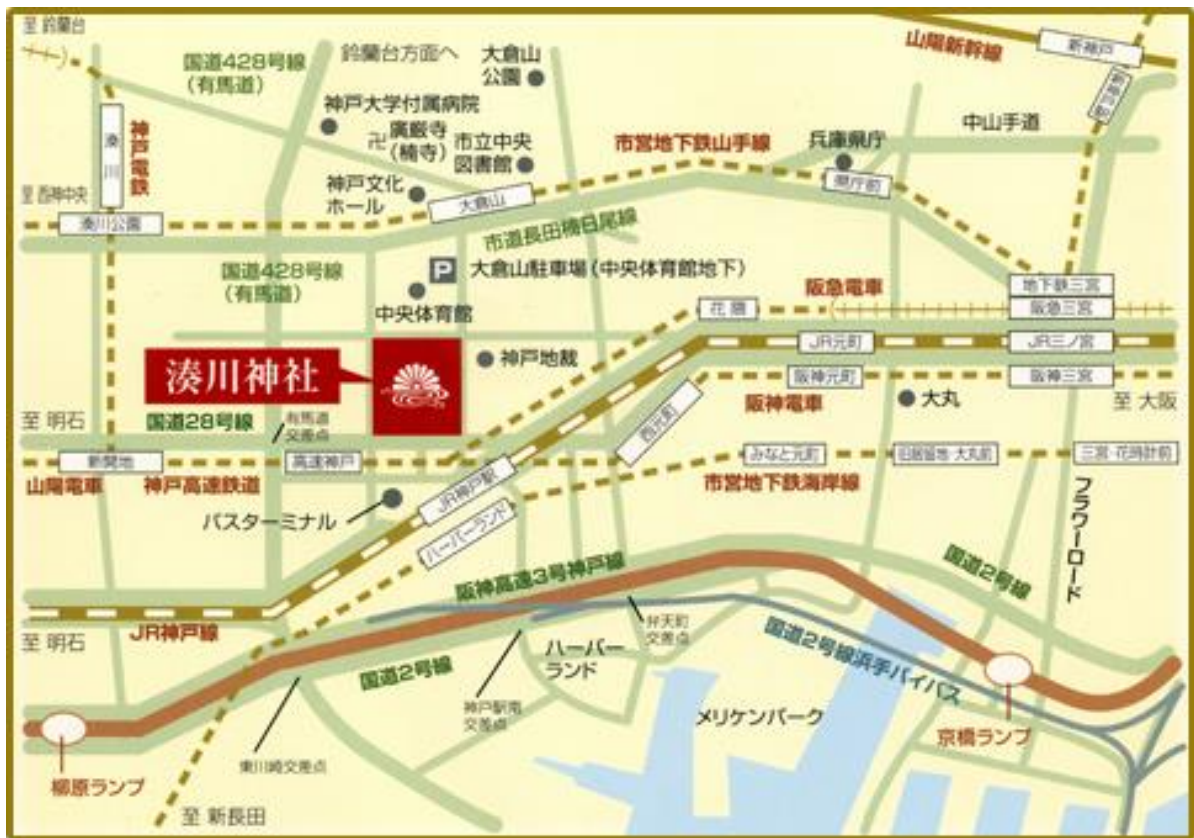 至 鈴蘭台
国道428号線
(有馬道)
鈴蘭台方面へ
大倉山
公園
山陽新幹線
新神戸
新神戸駅
神戸大学付属病院
中山手道
湊川
神戸電鉄
卍
廣厳寺
(楠寺)
市立中央
図書館
市営地下鉄山手線
兵庫県庁
県庁前
至 西神中央
神戸文化
ホール
大倉山
湊川公園
市道長田楠日尾線
国道428号線
(有馬道)
P
大倉山駐車場(中央体育館地下)
中央体育館
地下鉄三宮
阪急電車
花隈
阪急三宮
JR元町
JR三ノ宮
湊川神社
神戸地裁
阪神元町
阪神三宮
阪神電車
大丸
至 大阪
至 明石
国道28号線
有馬道
交差点
西元町
新開地
高速神戸
みなと元町
旧居留地・大丸前
三宮・花時計前
山陽電車
神戸高速鉄道
JR神戸駅
市営地下鉄海岸線
バスターミナル
ハーバーランド
フラワーロード
阪神高速3号神戸線
国道2号線
JR神戸線
至 明石
弁天町
交差点
国道2号線
ハーバー
ランド
国道2号線浜手バイパス
神戸駅南
交差点
メリケンパーク
京橋ランプ
東川崎交差点
柳原ランプ
至 新長田